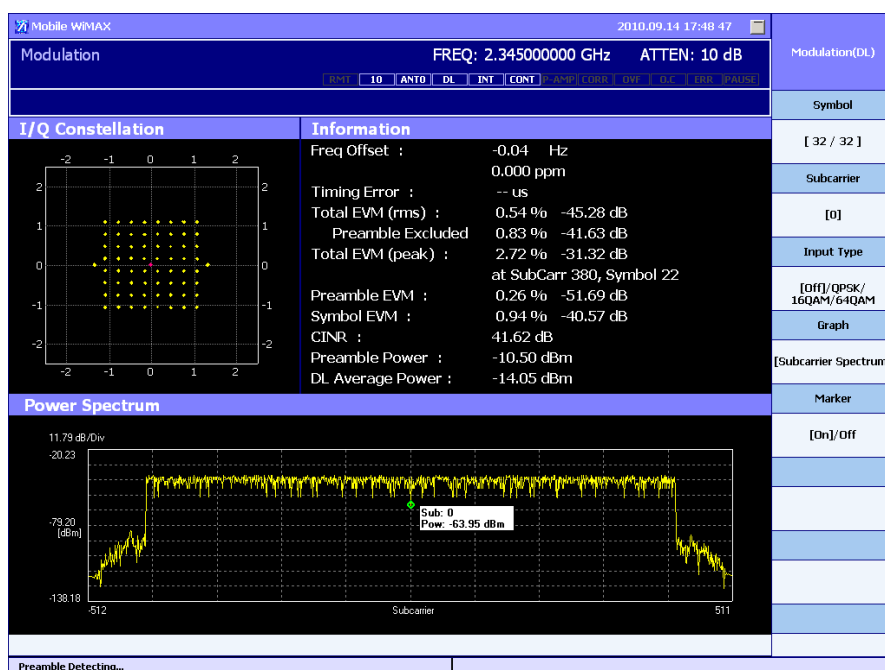 Mobile WiMAX
2010.09.14 17:48 47
Modulation
FREQ: 2.345000000 GHz
ATTEN: 10 dB
RMT 10 ANT0 DL INT CONT P-AMP CORR OVF O.C ERR PAUSE
I/Q Constellation
-2 -1 0 1 2
2 2
1 1
0 0
-1 -1
-2 -2
-2 -1 0 1 2
Information
Freq Offset : -0.04 Hz
0.000 ppm
Timing Error : -- us
Total EVM (rms) : 0.54 % -45.28 dB
Preamble Excluded 0.83 % -41.63 dB
Total EVM (peak) : 2.72 % -31.32 dB
at SubCarr 380, Symbol 22
Preamble EVM : 0.26 % -51.69 dB
Symbol EVM : 0.94 % -40.57 dB
CINR : 41.62 dB
Preamble Power : -10.50 dBm
DL Average Power : -14.05 dBm
Power Spectrum
11.79 dB/Div
-20.23
-79.20
[dBm]
-138.18
Sub: 0
Pow: -63.95 dBm
-512 Subcarrier 511
Preamble Detecting...
Modulation(DL)
Symbol
[ 32 / 32 ]
Subcarrier
[0]
Input Type
[Off]/QPSK/
16QAM/64QAM
Graph
[Subcarrier Spectrum
Marker
[On]/Off